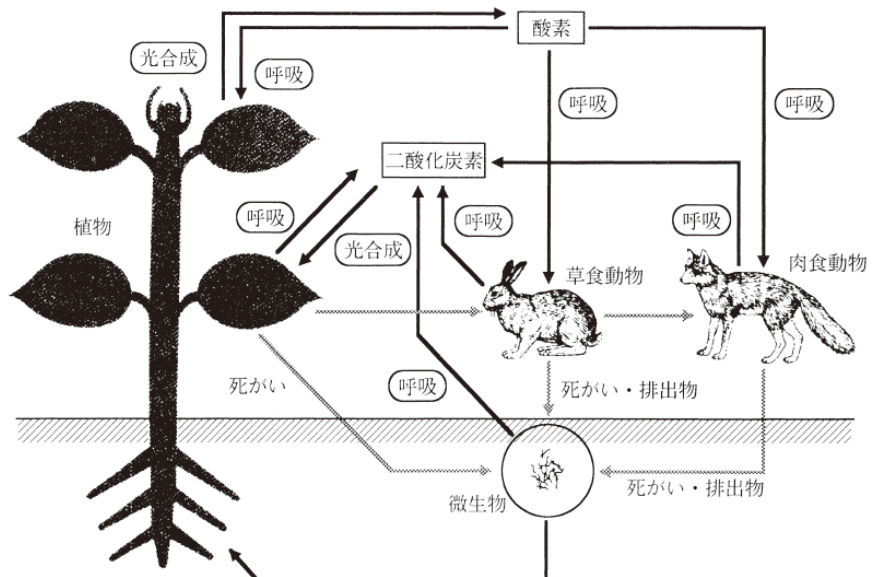 酸素
光合成
呼吸
呼吸
呼吸
二酸化炭素
植物
呼吸
呼吸
呼吸
光合成
草食動物
肉食動物
死がい
呼吸
死がい・排出物
微生物
死がい・排出物